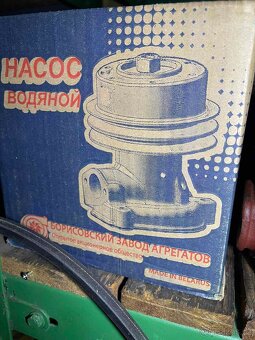 НАСОС
ВОДЯНОЙ
БОРИСОВСКИЙ ЗАВОД АГРЕГАТОВ
Открытое акционерное общество
MADE IN BELARUS